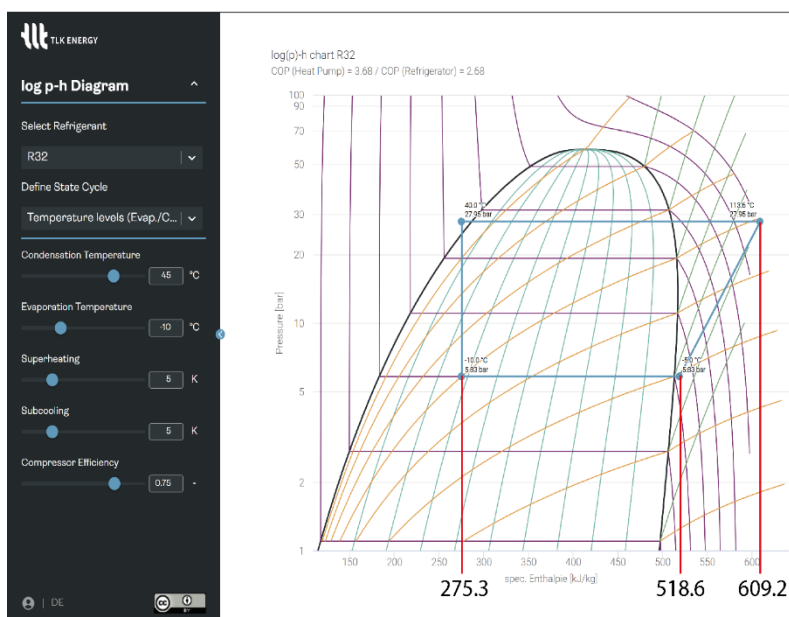 TLK ENERGY
log p-h Diagram
Select Refrigerant
R32
Define State Cycle
Temperature levels (Evap./C...
Condensation Temperature
45 °C
Evaporation Temperature
-10 °C
Superheating
5 K
Subcooling
5 K
Compressor Efficiency
0.75 -
DE
CC BY
log(p)-h chart R32
COP (Heat Pump) = 3.68 / COP (Refrigerator) = 2.68
Pressure [bar]
100
90
70
50
30
20
10
5
2
1
40.0 °C
27.95 bar
113.6 °C
27.95 bar
-10.0 °C
5.83 bar
-5.0 °C
5.83 bar
150 200 250 300 350 400 450 500 550 600
spec. Enthalpie [kJ/kg]
275.3 518.6 609.2